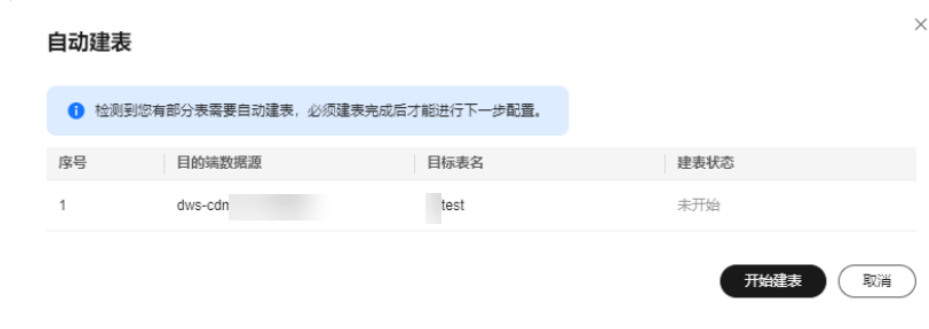 自动建表
检测到您有部分表需要自动建表，必须建表完成后才能进行下一步配置。
序号 目的端数据源 目标表名 建表状态
1 dws-cdn test 未开始
开始建表 取消